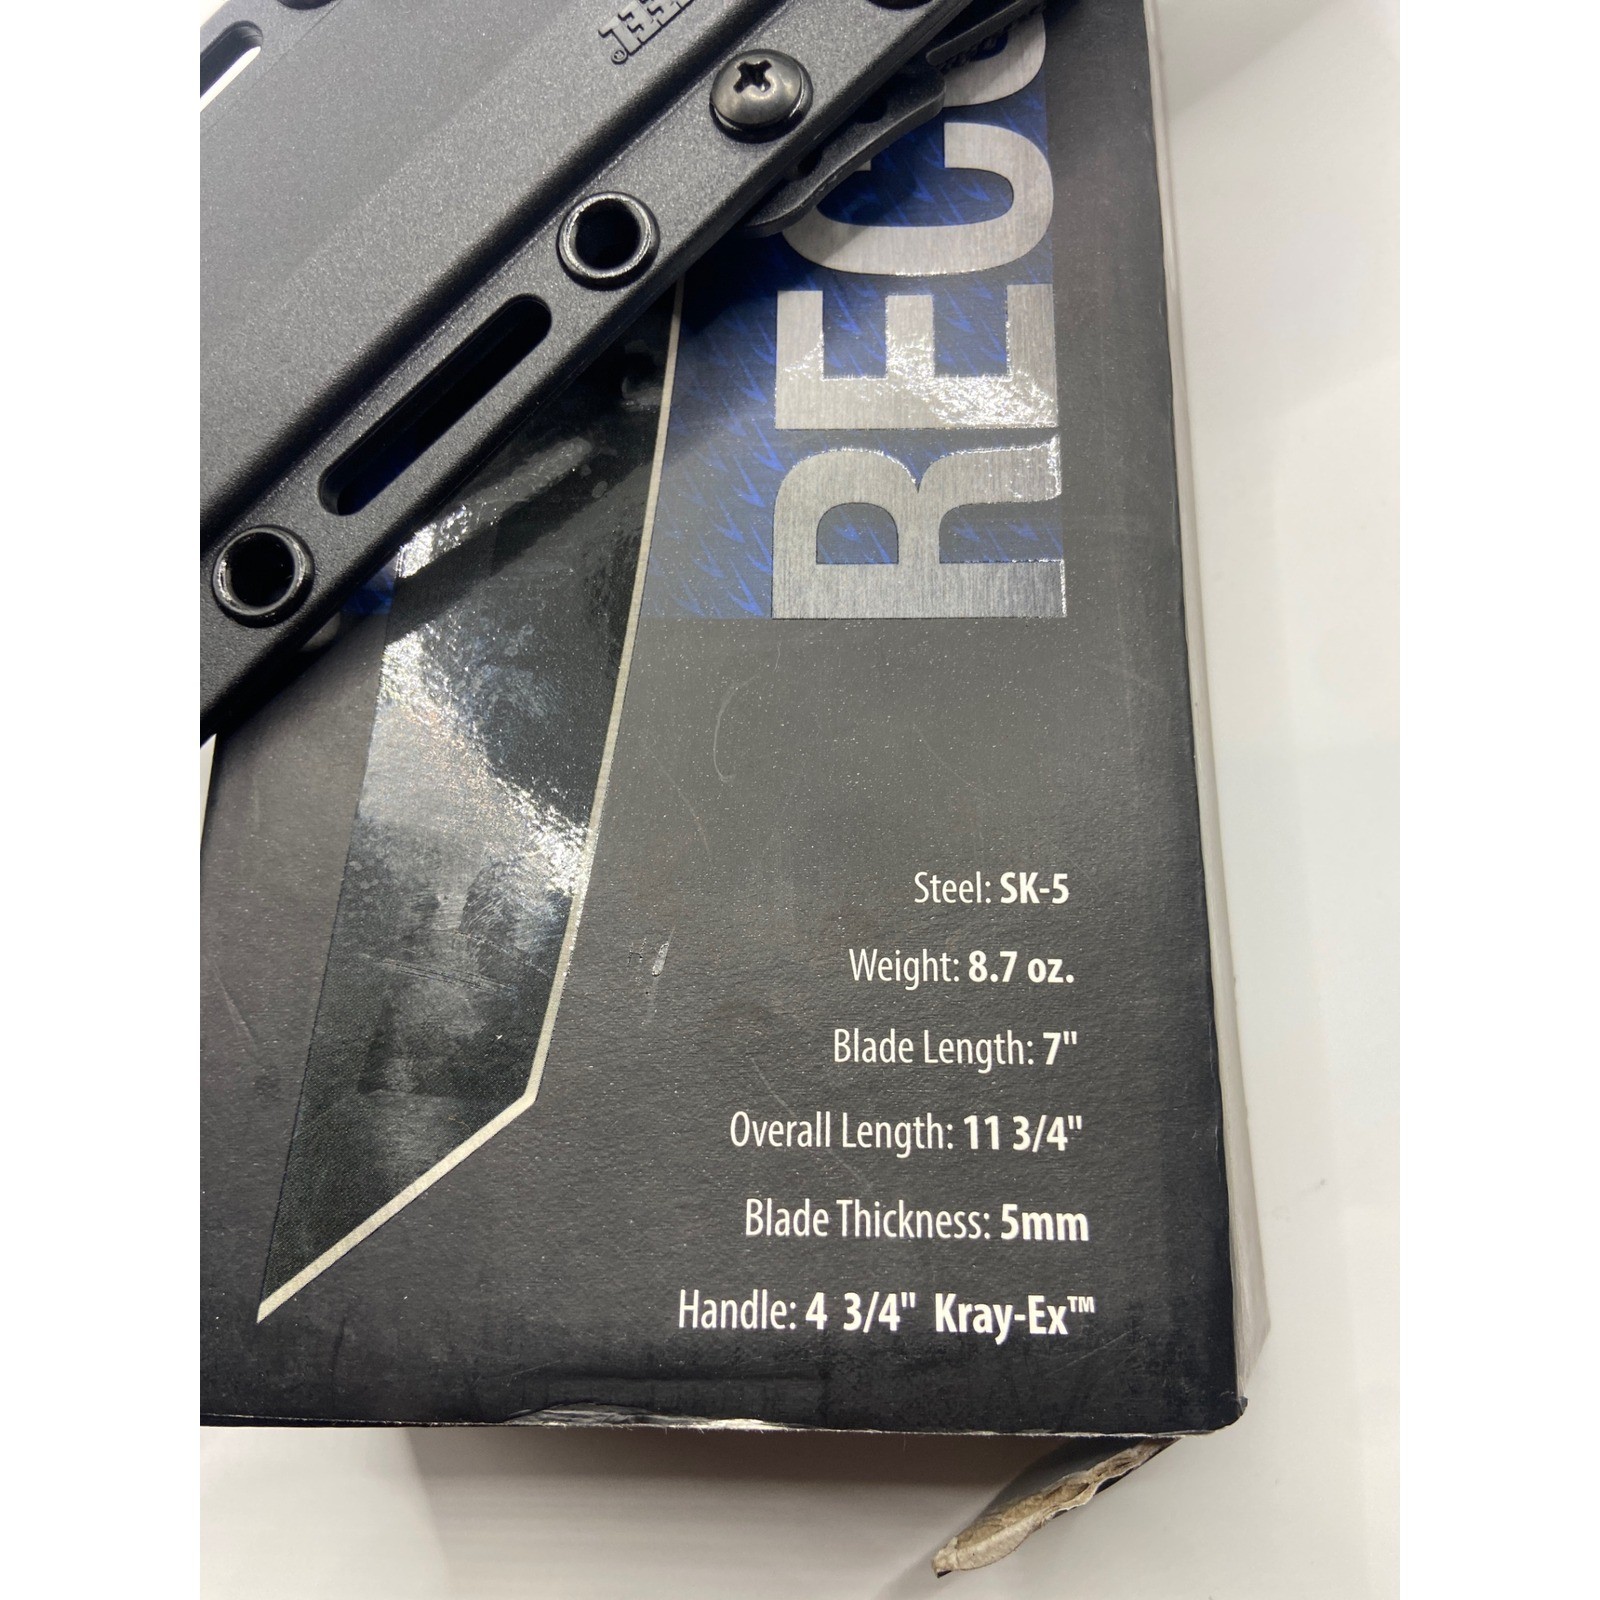 REC
Steel: SK-5
Weight: 8.7 oz.
Blade Length: 7"
Overall Length: 11 3/4"
Blade Thickness: 5mm
Handle: 4 3/4" Kray-Ex™